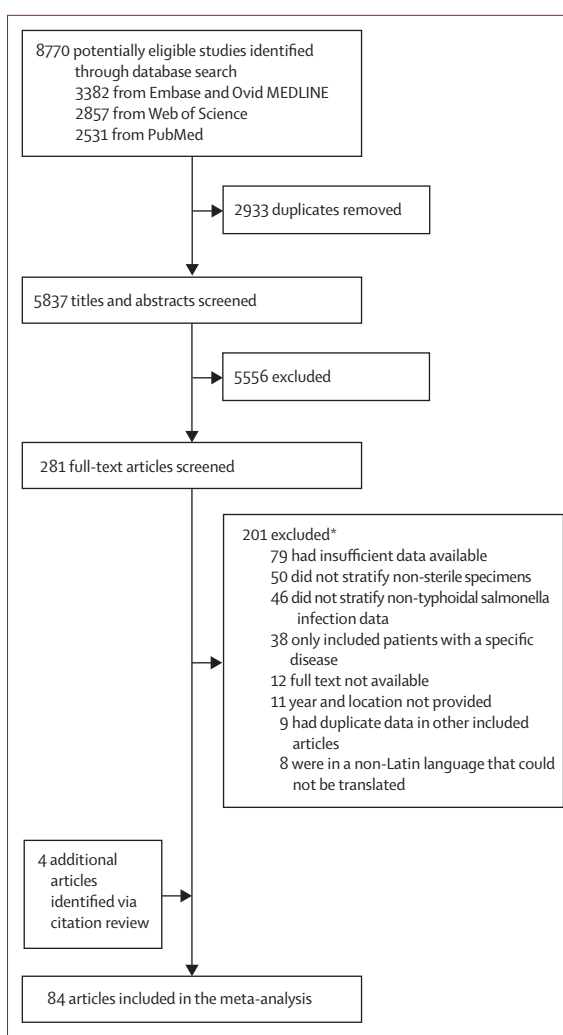 8770 potentially eligible studies identified
through database search
3382 from Embase and Ovid MEDLINE
2857 from Web of Science
2531 from PubMed
2933 duplicates removed
5837 titles and abstracts screened
5556 excluded
281 full-text articles screened
201 excluded*
79 had insufficient data available
50 did not stratify non-sterile specimens
46 did not stratify non-typhoidal salmonella
infection data
38 only included patients with a specific
disease
12 full text not available
11 year and location not provided
9 had duplicate data in other included
articles
8 were in a non-Latin language that could
not be translated
4 additional
articles
identified via
citation review
84 articles included in the meta-analysis